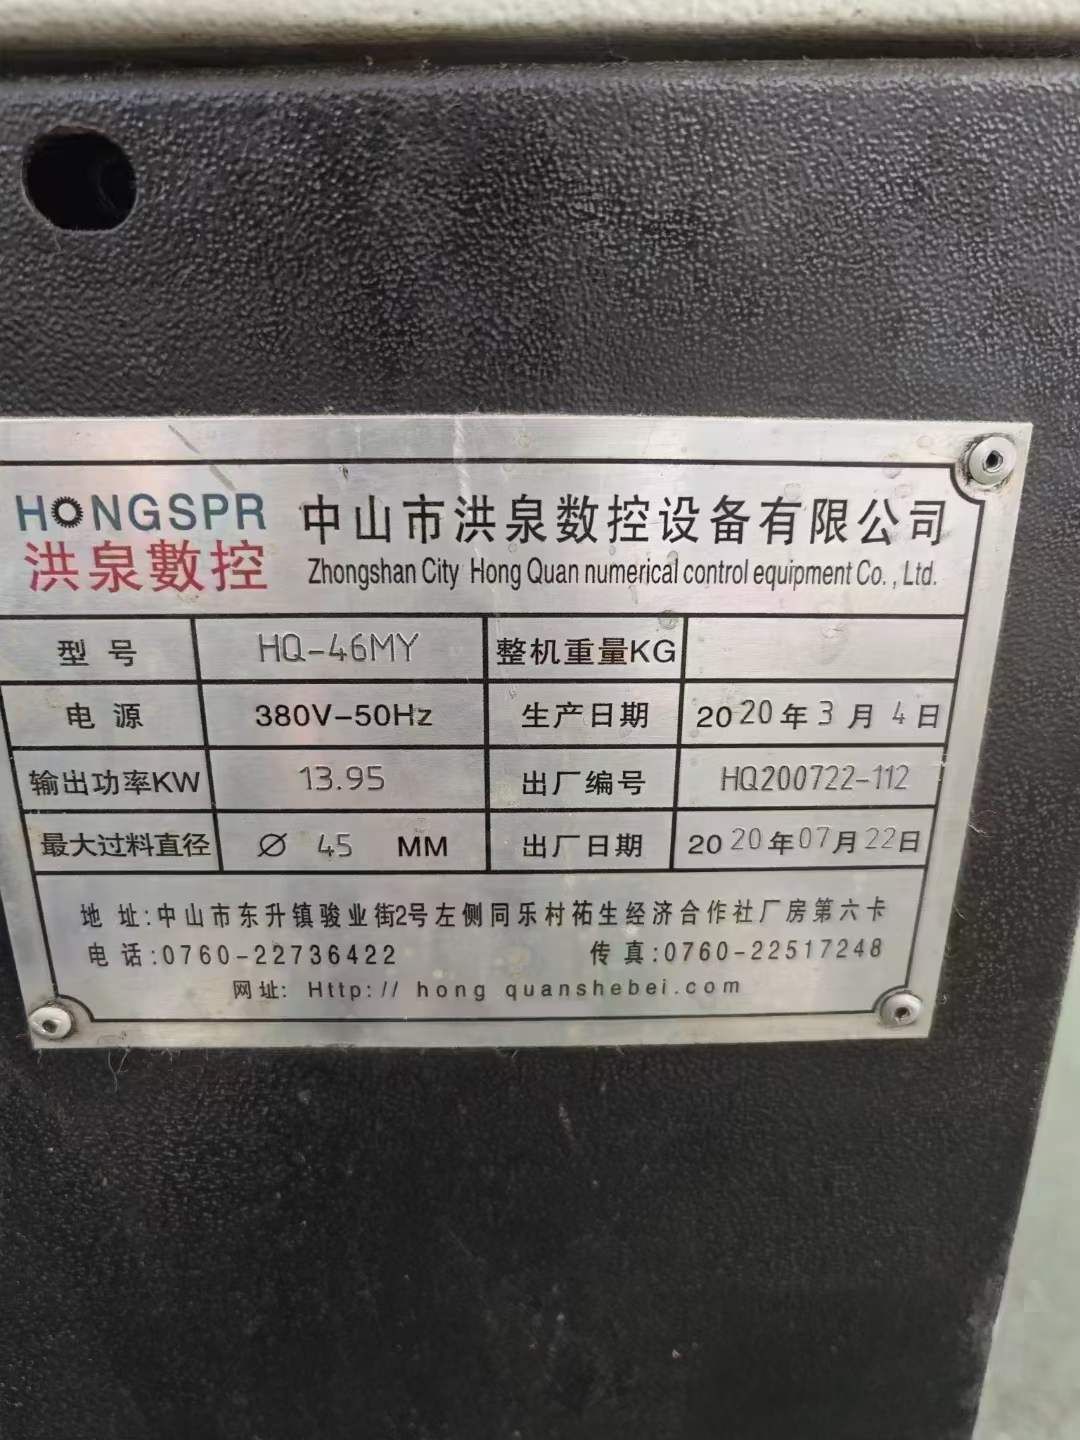 HONGSPR 中山市洪泉数控设备有限公司
洪泉數控 Zhongshan City Hong Quan numerical control equipment Co., Ltd.
型号 HQ-46MY 整机重量KG
电源 380V-50Hz 生产日期 2020年3月4日
输出功率KW 13.95 出厂编号 HQ200722-112
最大过料直径 Ø 45 MM 出厂日期 2020年07月22日
地址:中山市东升镇骏业街2号左侧同乐村祐生经济合作社厂房第六卡
电话:0760-22736422 传真:0760-22517248
网址: Http:// hong quanshebei.com